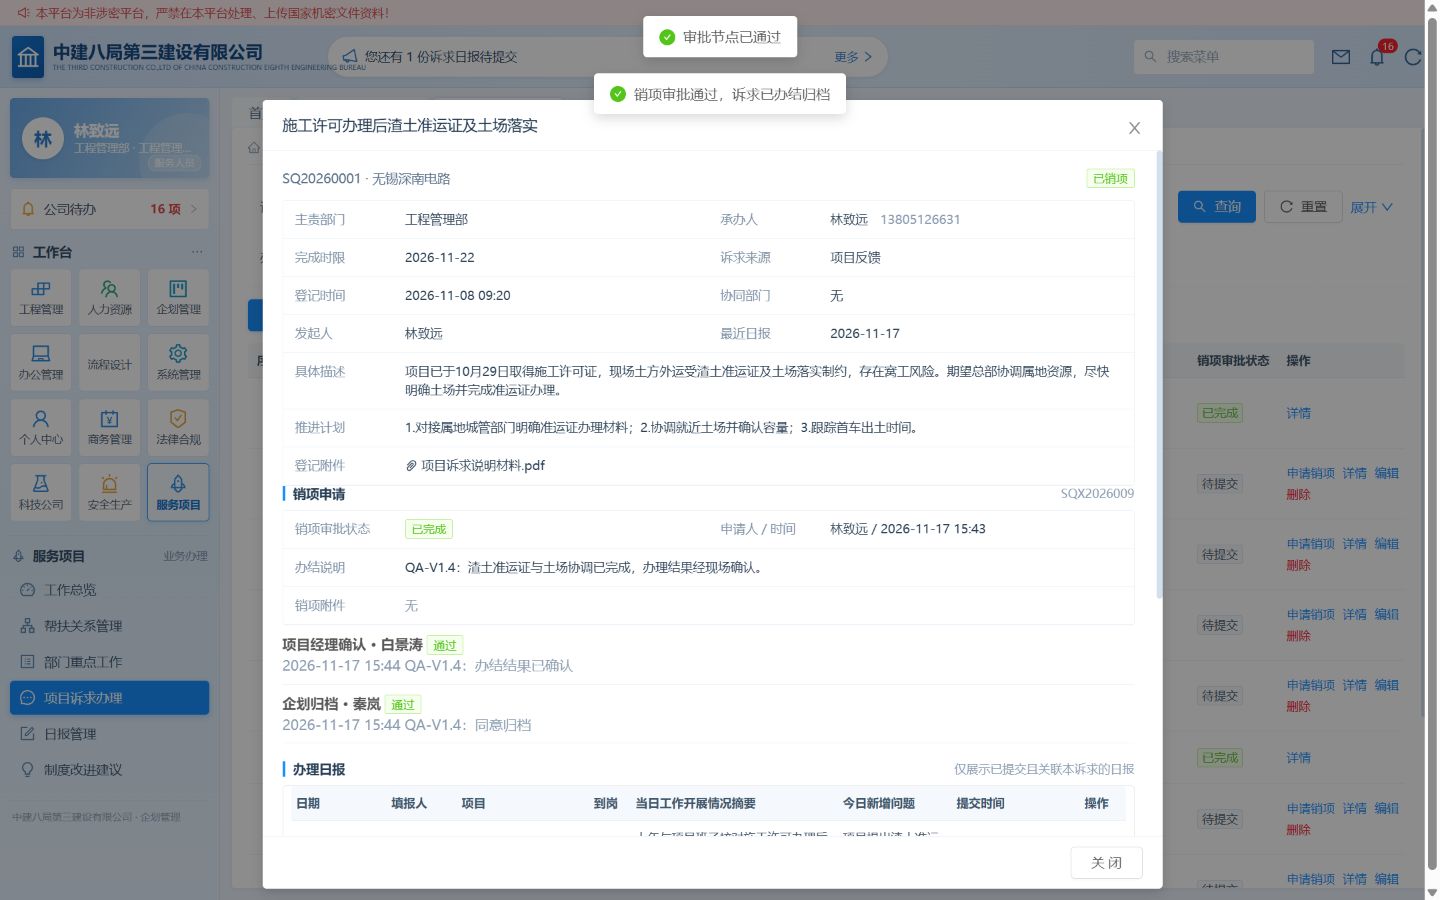 本平台为非涉密平台，严禁在本平台处理、上传国家机密文件资料！
审批节点已通过
中建八局第三建设有限公司
THE THIRD CONSTRUCTION CO.,LTD OF CHINA CONSTRUCTION EIGHTH ENGINEERING BUREAU
您还有 1 份诉求日报待提交
更多
搜索菜单
16
销项审批通过，诉求已办结归档
林
林致远
工程管理部 · 工程管理...
服务人员
首
施工许可办理后渣土准运证及土场落实
SQ20260001 · 无锡深南电路
已销项
公司待办
16 项
查询
重置
展开
主责部门
工程管理部
承办人
林致远 13805126631
工作台
完成时限
2026-11-22
诉求来源
项目反馈
登记时间
2026-11-08 09:20
协同部门
无
工程管理
人力资源
企划管理
发起人
林致远
最近日报
2026-11-17
办公管理
流程设计
系统管理
销项审批状态
操作
具体描述
项目已于10月29日取得施工许可证，现场土方外运受渣土准运证及土场落实制约，存在窝工风险。期望总部协调属地资源，尽快
明确土场并完成准运证办理。
已完成
详情
推进计划
1.对接属地城管部门明确准运证办理材料；2.协调就近土场并确认容量；3.跟踪首车出土时间。
个人中心
商务管理
法律合规
登记附件
项目诉求说明材料.pdf
待提交
申请销项 详情 编辑
删除
销项申请
SQX2026009
科技公司
安全生产
服务项目
销项审批状态
已完成
申请人 / 时间
林致远 / 2026-11-17 15:43
服务项目
业务办理
待提交
申请销项 详情 编辑
删除
办结说明
QA-V1.4：渣土准运证与土场协调已完成，办理结果经现场确认。
工作总览
销项附件
无
帮扶关系管理
待提交
申请销项 详情 编辑
删除
项目经理确认 • 白景涛
通过
2026-11-17 15:44 QA-V1.4：办结结果已确认
部门重点工作
企划归档 • 秦岚
通过
2026-11-17 15:44 QA-V1.4：同意归档
项目诉求办理
待提交
申请销项 详情 编辑
删除
日报管理
制度改进建议
办理日报
仅展示已提交且关联本诉求的日报
已完成
详情
日期
填报人
项目
到岗
当日工作开展情况摘要
今日新增问题
提交时间
操作
中建八局第三建设有限公司 · 企划管理
待提交
申请销项 详情 编辑
删除
关 闭
申请销项 详情 编辑